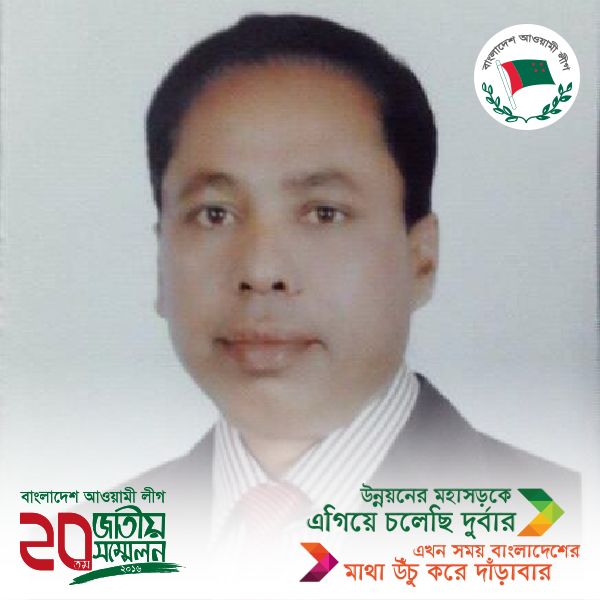 বাংলাদেশ আওয়ামী লীগ
বাংলাদেশ আওয়ামী লীগ
২০তম জাতীয় সম্মেলন
২০১৬
উন্নয়নের মহাসড়কে
এগিয়ে চলেছি দুর্বার
এখন সময় বাংলাদেশের
মাথা উঁচু করে দাঁড়াবার